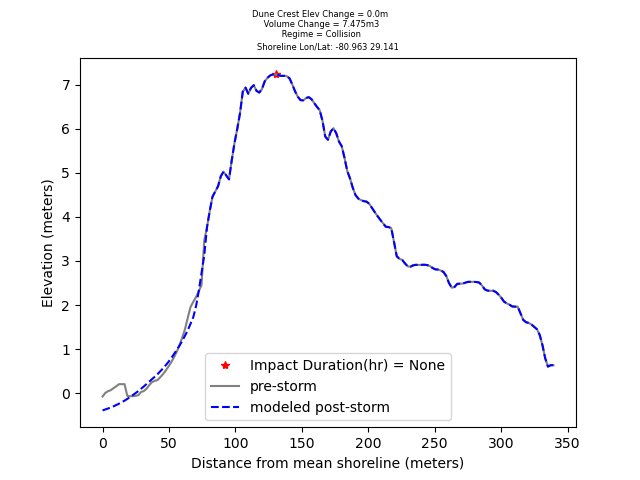 Dune Crest Elev Change = 0.0m
Volume Change = 7.475m3
Regime = Collision
Shoreline Lon/Lat: -80.963 29.141
7
6
5
4
3
2
1
0
Elevation (meters)
Impact Duration(hr) = None
pre-storm
modeled post-storm
0 50 100 150 200 250 300 350
Distance from mean shoreline (meters)